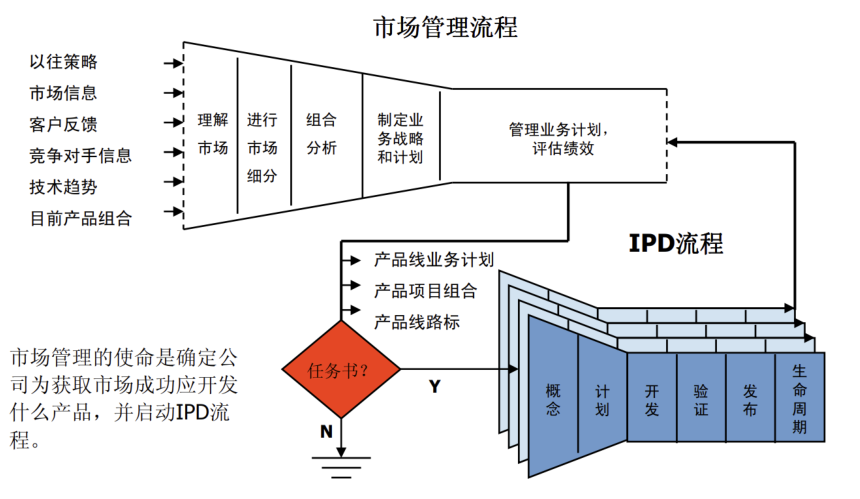 市场管理流程
以往策略
市场信息
客户反馈
竞争对手信息
技术趋势
目前产品组合
理解
市场
进行
市场
细分
组合
分析
制定业
务战略
和计划
管理业务计划，
评估绩效
IPD流程
产品线业务计划
产品项目组合
产品线路标
市场管理的使命是确定公
司为获取市场成功应开发
什么产品，并启动IPD流
程。
任务书？
Y
N
概
念
计
划
开
发
验
证
发
布
生
命
周
期